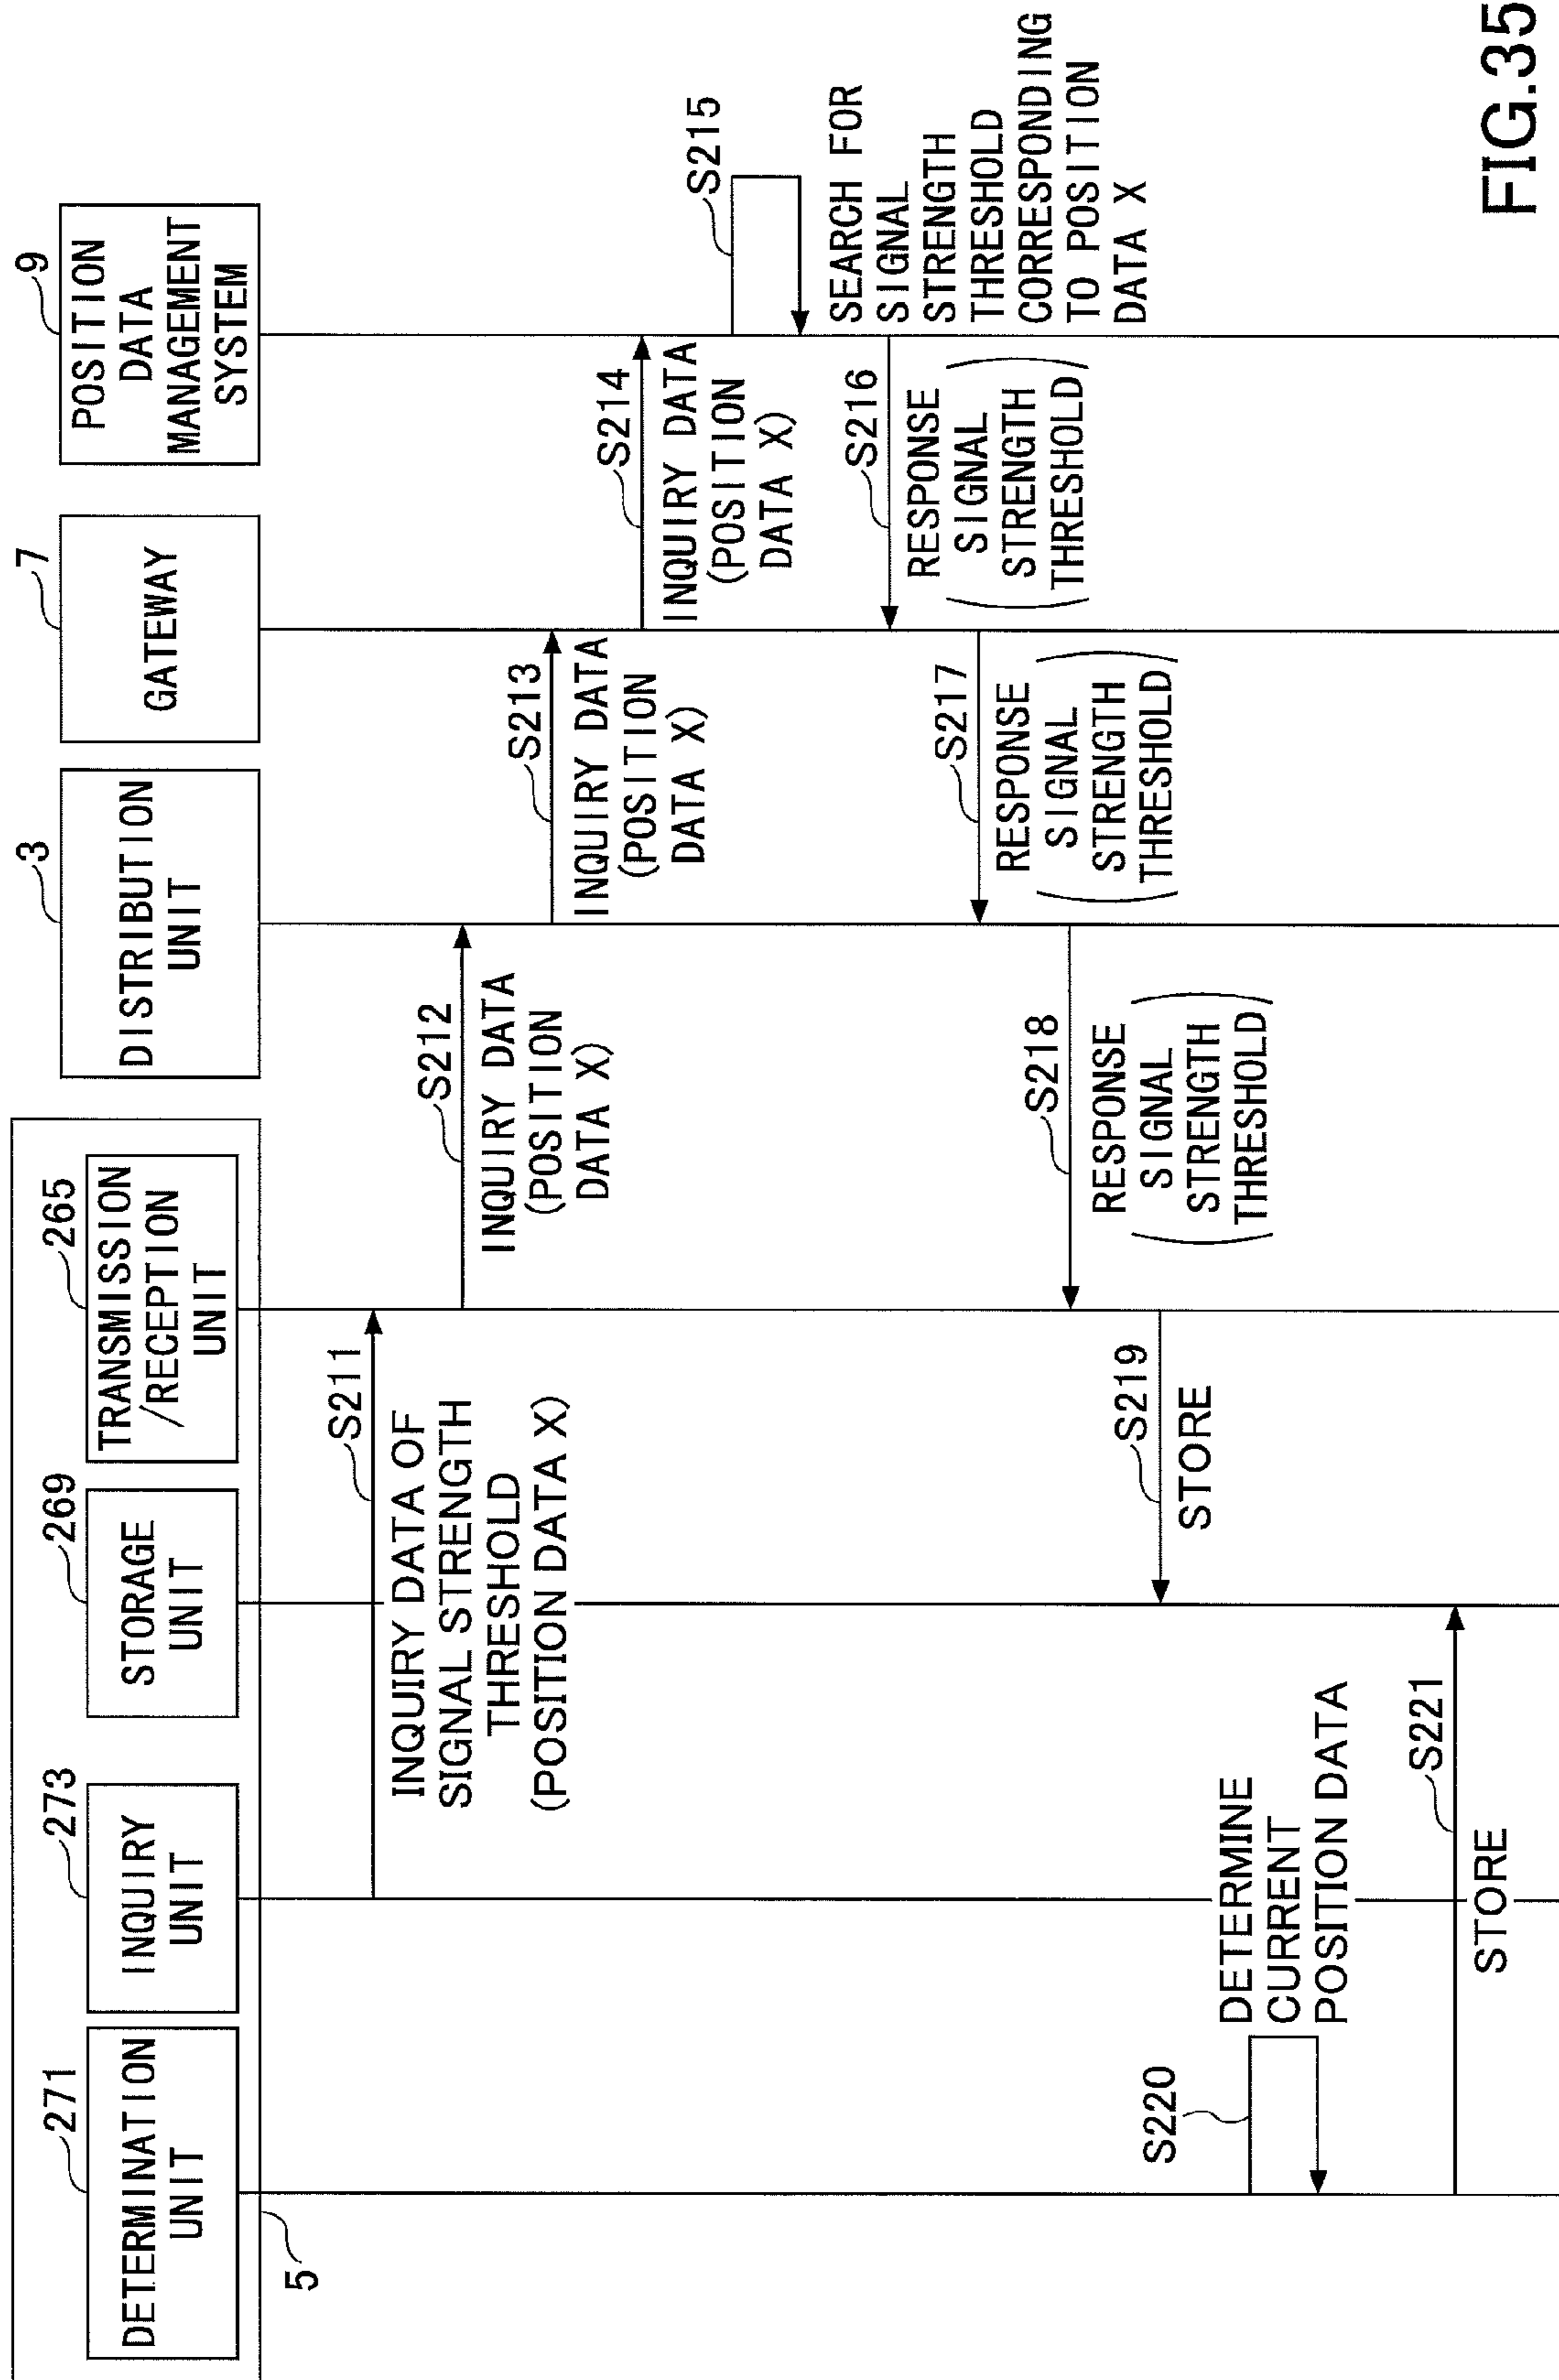 5
271
DETERMINATION
UNIT
273
INQUIRY
UNIT
269
STORAGE
UNIT
265
TRANSMISSION
/RECEPTION
UNIT
3
DISTRIBUTION
UNIT
7
GATEWAY
9
POSITION
DATA
MANAGEMENT
SYSTEM
S211
INQUIRY DATA OF
SIGNAL STRENGTH
THRESHOLD
(POSITION DATA X)
S212
INQUIRY DATA
(POSITION
DATA X)
S213
INQUIRY DATA
(POSITION
DATA X)
S214
INQUIRY DATA
(POSITION
DATA X)
S215
SEARCH FOR
SIGNAL
STRENGTH
THRESHOLD
CORRESPONDING
TO POSITION
DATA X
S216
RESPONSE
(SIGNAL
STRENGTH
THRESHOLD)
S217
RESPONSE
(SIGNAL
STRENGTH
THRESHOLD)
S218
RESPONSE
(SIGNAL
STRENGTH
THRESHOLD)
S219
STORE
S220
DETERMINE
CURRENT
POSITION DATA
S221
STORE
FIG.35